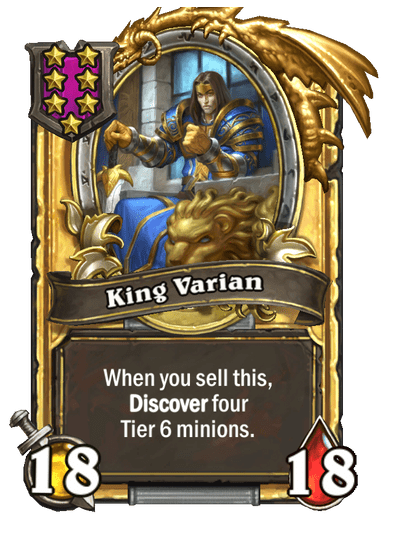 King Varian
When you sell this,
Discover four
Tier 6 minions.
18 18